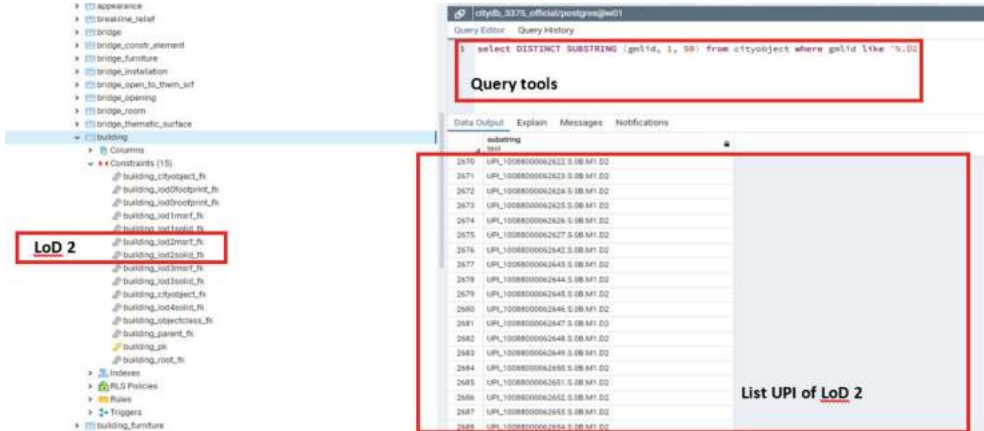 appearance
breakline_relief
bridge
bridge_constr_element
bridge_furniture
bridge_installation
bridge_open_to_them_srf
bridge_opening
bridge_room
bridge_thematic_surface
building
Columns
Constraints (15)
building_cityobject_fk
building_lod0footprint_fk
building_lod0roofprint_fk
building_lod1msrf_fk
building_lod1solid_fk
building_lod2msrf_fk
building_lod2solid_fk
building_lod3msrf_fk
building_lod3solid_fk
building_cityobject_fk
building_lod4solid_fk
building_objectclass_fk
building_parent_fk
building_pk
building_root_fk
Indexes
RLS Policies
Rules
Triggers
building_furniture
LoD 2
citydb_3375_official/postgres@w01
Query Editor Query History
1 select DISTINCT SUBSTRING (gmlid, 1, 50) from cityobject where gmlid like '%.D2
Query tools
Data Output Explain Messages Notifications
substring
text
2670 UPI_10088000062622.S.0B.M1.D2
2671 UPI_10088000062623.S.0B.M1.D2
2672 UPI_10088000062624.S.0B.M1.D2
2673 UPI_10088000062625.S.0B.M1.D2
2674 UPI_10088000062626.S.0B.M1.D2
2675 UPI_10088000062627.S.0B.M1.D2
2676 UPI_10088000062642.S.0B.M1.D2
2677 UPI_10088000062643.S.0B.M1.D2
2678 UPI_10088000062644.S.0B.M1.D2
2679 UPI_10088000062645.S.0B.M1.D2
2680 UPI_10088000062646.S.0B.M1.D2
2681 UPI_10088000062647.S.0B.M1.D2
2682 UPI_10088000062648.S.0B.M1.D2
2683 UPI_10088000062649.S.0B.M1.D2
2684 UPI_10088000062650.S.0B.M1.D2
2685 UPI_10088000062651.S.0B.M1.D2
2686 UPI_10088000062652.S.0B.M1.D2
2687 UPI_10088000062653.S.0B.M1.D2
2688 UPI_10088000062654.S.0B.M1.D2
List UPI of LoD 2